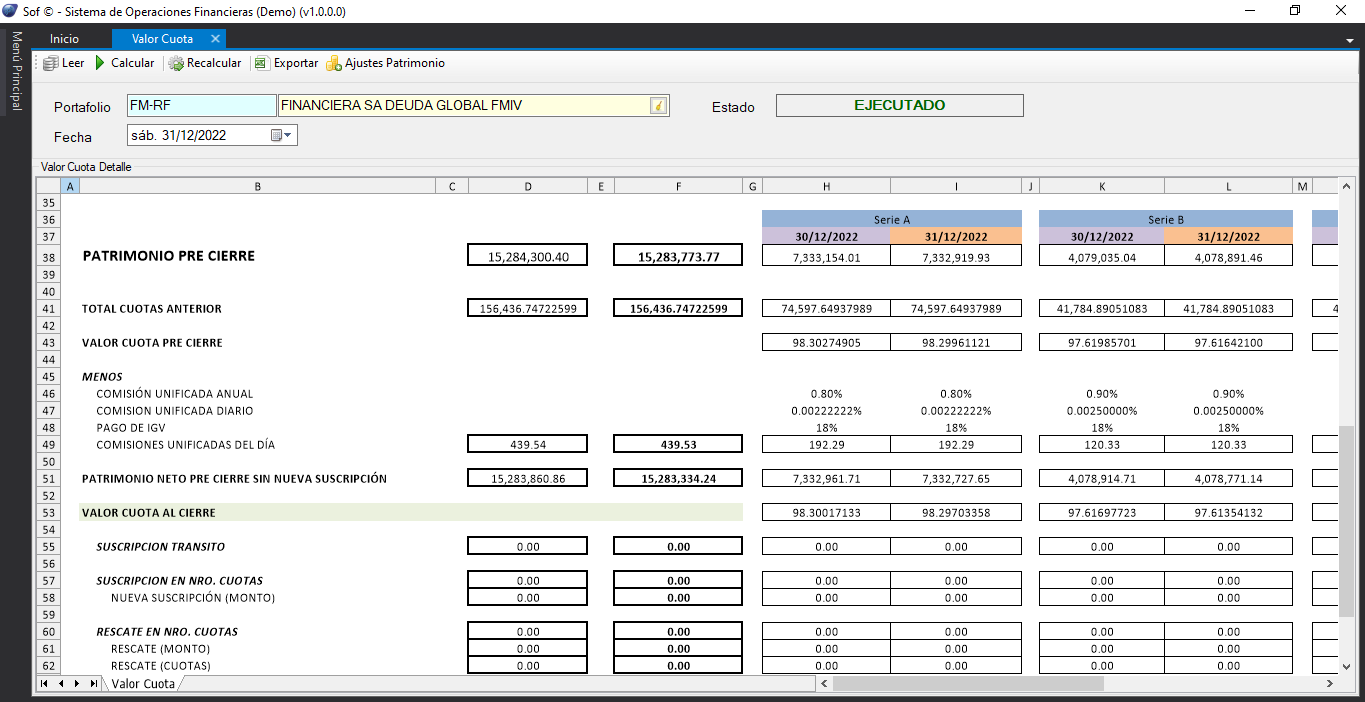 Sof © - Sistema de Operaciones Financieras (Demo) (v1.0.0.0)
Menú Principal
Inicio Valor Cuota
Leer Calcular Recalcular Exportar Ajustes Patrimonio
Portafolio FM-RF FINANCIERA SA DEUDA GLOBAL FMIV Estado EJECUTADO
Fecha sáb. 31/12/2022
Valor Cuota Detalle
A B C D E F G H I J K L M
35
36 Serie A Serie B
37 30/12/2022 31/12/2022 30/12/2022 31/12/2022
38 PATRIMONIO PRE CIERRE 15,284,300.40 15,283,773.77 7,333,154.01 7,332,919.93 4,079,035.04 4,078,891.46
39
40
41 TOTAL CUOTAS ANTERIOR 156,436.74722599 156,436.74722599 74,597.64937989 74,597.64937989 41,784.89051083 41,784.89051083 4
42
43 VALOR CUOTA PRE CIERRE 98.30274905 98.29961121 97.61985701 97.61642100
44
45 MENOS
46 COMISIÓN UNIFICADA ANUAL 0.80% 0.80% 0.90% 0.90%
47 COMISION UNIFICADA DIARIO 0.00222222% 0.00222222% 0.00250000% 0.00250000%
48 PAGO DE IGV 18% 18% 18% 18%
49 COMISIONES UNIFICADAS DEL DÍA 439.54 439.53 192.29 192.29 120.33 120.33
50
51 PATRIMONIO NETO PRE CIERRE SIN NUEVA SUSCRIPCIÓN 15,283,860.86 15,283,334.24 7,332,961.71 7,332,727.65 4,078,914.71 4,078,771.14
52
53 VALOR CUOTA AL CIERRE 98.30017133 98.29703358 97.61697723 97.61354132
54
55 SUSCRIPCION TRANSITO 0.00 0.00 0.00 0.00 0.00 0.00
56
57 SUSCRIPCION EN NRO. CUOTAS 0.00 0.00 0.00 0.00 0.00 0.00
58 NUEVA SUSCRIPCIÓN (MONTO) 0.00 0.00 0.00 0.00 0.00 0.00
59
60 RESCATE EN NRO. CUOTAS 0.00 0.00 0.00 0.00 0.00 0.00
61 RESCATE (MONTO) 0.00 0.00 0.00 0.00 0.00 0.00
62 RESCATE (CUOTAS) 0.00 0.00 0.00 0.00 0.00 0.00
Valor Cuota